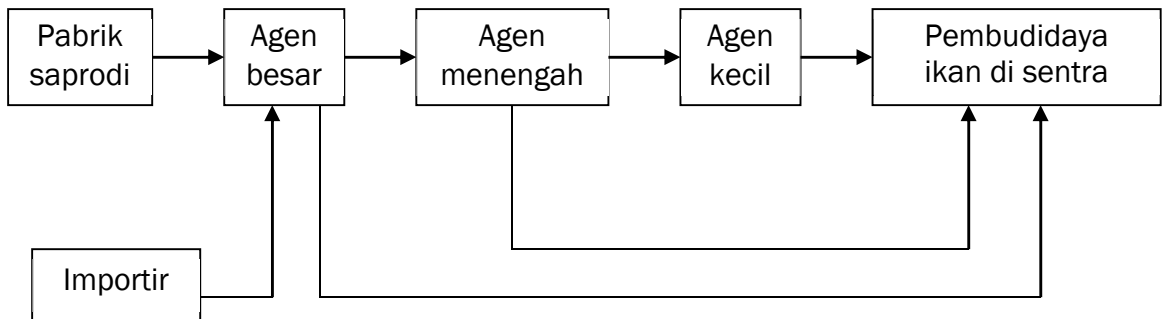 Pabrik
saprodi
Agen
besar
Agen
menengah
Agen
kecil
Pembudidaya
ikan di sentra
Importir